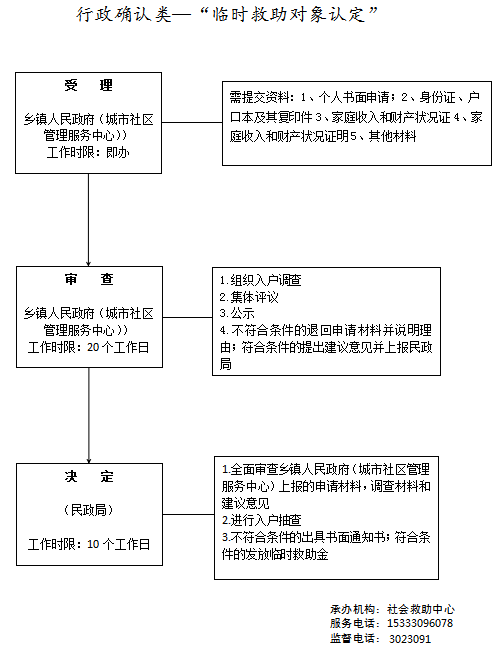 行政确认类—“临时救助对象认定”
受 理
乡镇人民政府（城市社区
管理服务中心））
工作时限：即办
需提交资料：1、个人书面申请；2、身份证、户
口本及其复印件 3、家庭收入和财产状况证 4、家
庭收入和财产状况证明 5、其他材料
审 查
乡镇人民政府（城市社区
管理服务中心））
工作时限：20 个工作日
1.组织入户调查
2.集体评议
3.公示
4.不符合条件的退回申请材料并说明理
由；符合条件的提出建议意见并上报民政
局
决 定
（民政局）
工作时限：10 个工作日
1.全面审查乡镇人民政府（城市社区管理
服务中心）上报的申请材料，调查材料和
建议意见
2.进行入户抽查
3.不符合条件的出具书面通知书；符合条
件的发放临时救助金
承办机构：社会救助中心
服务电话：15333096078
监督电话：3023091